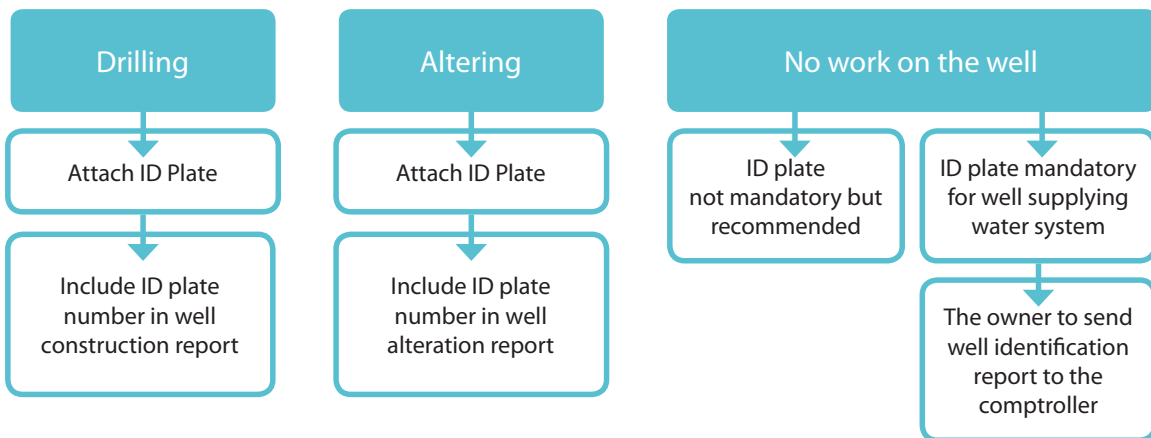 Drilling
Attach ID Plate
Include ID plate
number in well
construction report
Altering
Attach ID Plate
Include ID plate
number in well
alteration report
No work on the well
ID plate
not mandatory but
recommended
ID plate mandatory
for well supplying
water system
The owner to send
well identification
report to the
comptroller